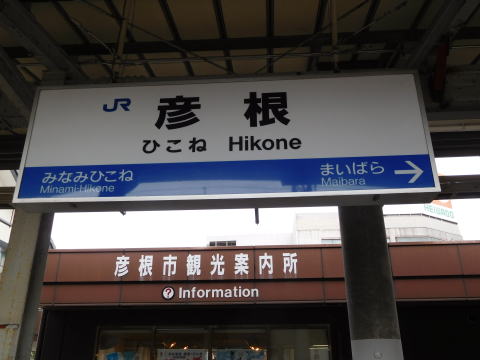 JR 彦根
ひこね Hikone
みなみひこね まいばら →
Minami-Hikone Maibara
HEIWADO
彦根市観光案内所
? Information